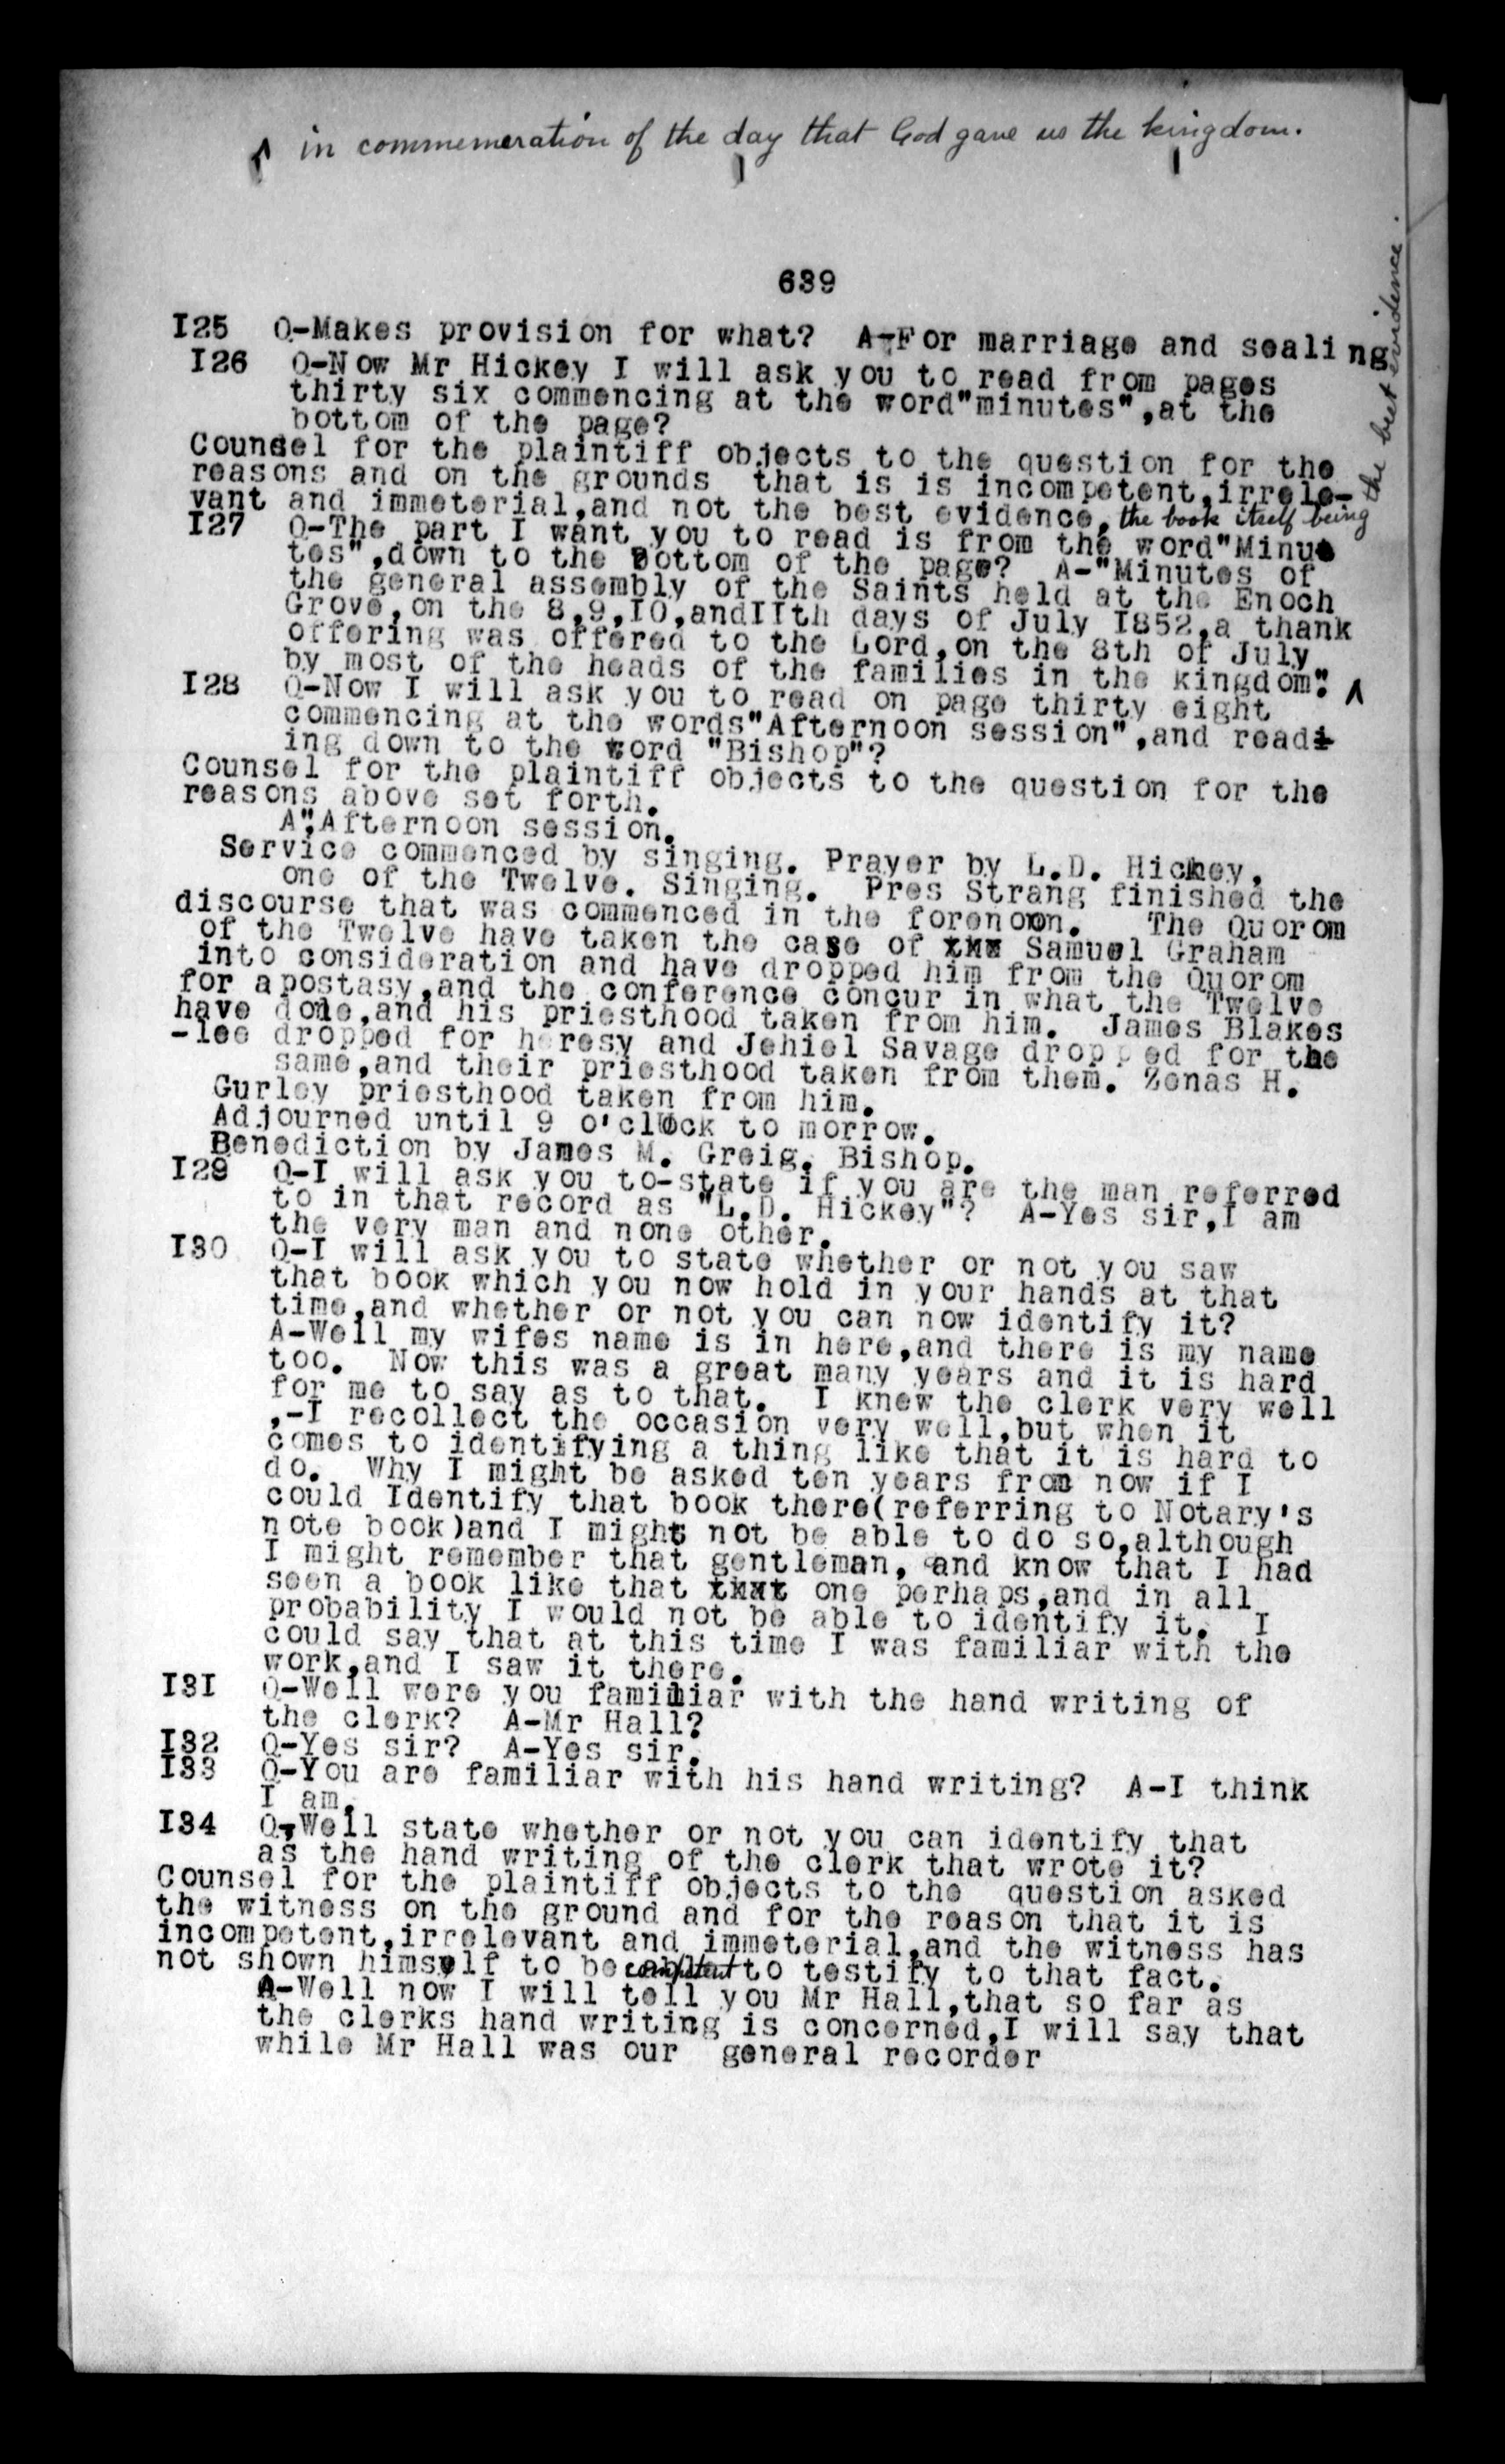 ^ in commemeration of the day that God gave us the kingdom.
639
I25 Q-Makes provision for what? A-For marriage and sealing
I26 Q-Now Mr Hickey I will ask you to read from pages
thirty six commencing at the word"minutes",at the
bottom of the page?
Counsel for the plaintiff objects to the question for the
reasons and on the grounds that is is incompetent,irrele-
vant and immeterial,and not the best evidence, the book itself being
the best evidence.
I27 Q-The part I want you to read is from the word"Minu
tes",down to the bottom of the page? A-"Minutes of
the general assembly of the Saints held at the Enoch
Grove,on the 8,9,IO,andIIth days of July I852,a thank
offering was offered to the Lord,on the 8th of July
by most of the heads of the families in the kingdom". ^
I28 Q-Now I will ask you to read on page thirty eight
commencing at the words"Afternoon session",and read
ing down to the word "Bishop"?
Counsel for the plaintiff objects to the question for the
reasons above set forth.
A",Afternoon session.
Service commenced by singing. Prayer by L.D. Hickey,
one of the Twelve. Singing. Pres Strang finished the
discourse that was commenced in the forenoon. The Quorom
of the Twelve have taken the case of Samuel Graham
into consideration and have dropped him from the Quorom
for apostasy,and the conference concur in what the Twelve
have done,and his priesthood taken from him. James Blakes
-lee dropped for heresy and Jehiel Savage dropped for the
same,and their priesthood taken from them. Zenas H.
Gurley priesthood taken from him.
Adjourned until 9 o'clock to morrow.
Benediction by James M. Greig. Bishop.
I29 Q-I will ask you to-state if you are the man referred
to in that record as "L.D. Hickey"? A-Yes sir,I am
the very man and none other.
I30 Q-I will ask you to state whether or not you saw
that book which you now hold in your hands at that
time,and whether or not you can now identify it?
A-Well my wifes name is in here,and there is my name
too. Now this was a great many years and it is hard
for me to say as to that. I knew the clerk very well
,-I recollect the occasion very well,but when it
comes to identifying a thing like that it is hard to
do. Why I might be asked ten years from now if I
could Identify that book there(referring to Notary's
note book)and I might not be able to do so,although
I might remember that gentleman, and know that I had
seen a book like that one perhaps,and in all
probability I would not be able to identify it. I
could say that at this time I was familiar with the
work,and I saw it there.
I31 Q-Well were you familiar with the hand writing of
the clerk? A-Mr Hall?
I32 Q-Yes sir? A-Yes sir.
I33 Q-You are familiar with his hand writing? A-I think
I am.
I34 Q-Well state whether or not you can identify that
as the hand writing of the clerk that wrote it?
Counsel for the plaintiff objects to the question asked
the witness on the ground and for the reason that it is
incompetent,irrelevant and immeterial,and the witness has
not shown himself to be competent to testify to that fact.
A-Well now I will tell you Mr Hall,that so far as
the clerks hand writing is concerned,I will say that
while Mr Hall was our general recorder